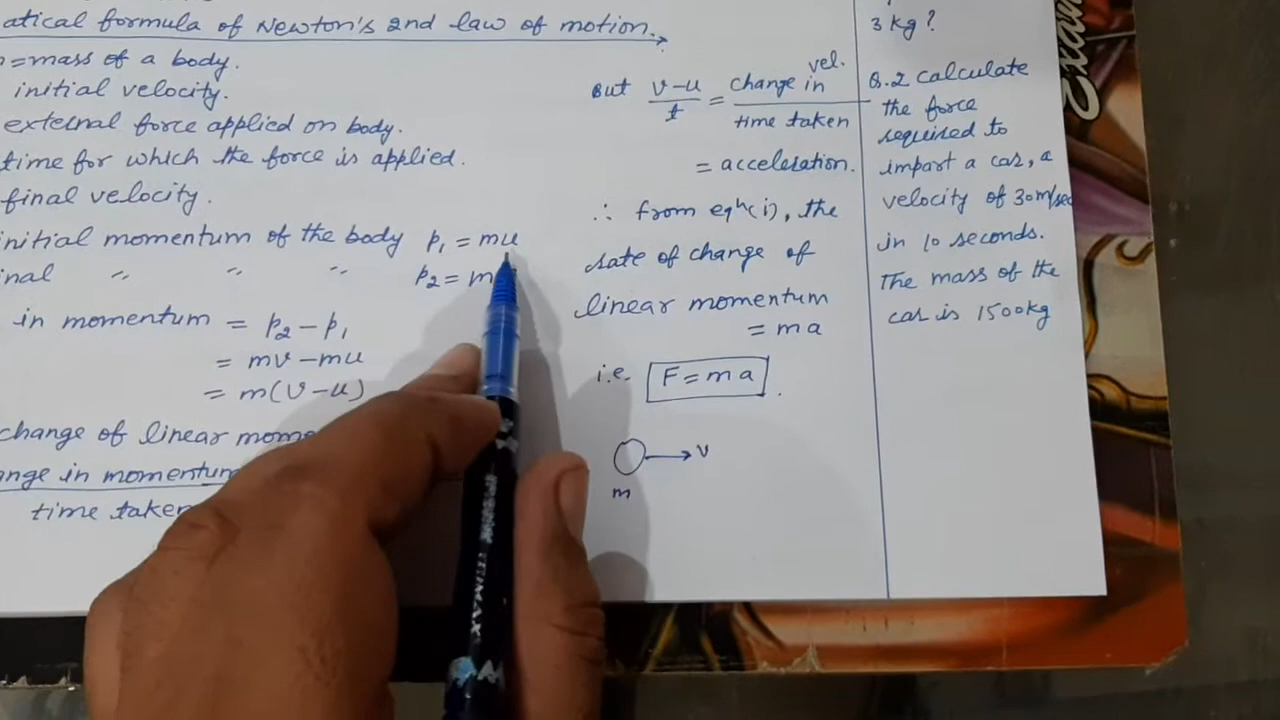 atical formula of Newton's 2nd law of motion.
=mass of a body.
initial velocity.
external force applied on body.
time for which the force is applied.
final velocity.
initial momentum of the body p₁ = mu
nal " " " p₂ = m
in momentum = p₂ - p₁
= mv - mu
= m(v-u)
change of linear mome
nge in momentum
time taken
But v-u/t = change in vel./time taken
= acceleration.
∴ from eqⁿ(i), the
rate of change of
linear momentum
= ma
i.e. F = ma.
v
m
3 kg?
Q.2 calculate
the force
required to
impart a car, a
velocity of 30m/sec
in 10 seconds.
The mass of the
car is 1500kg
Exam